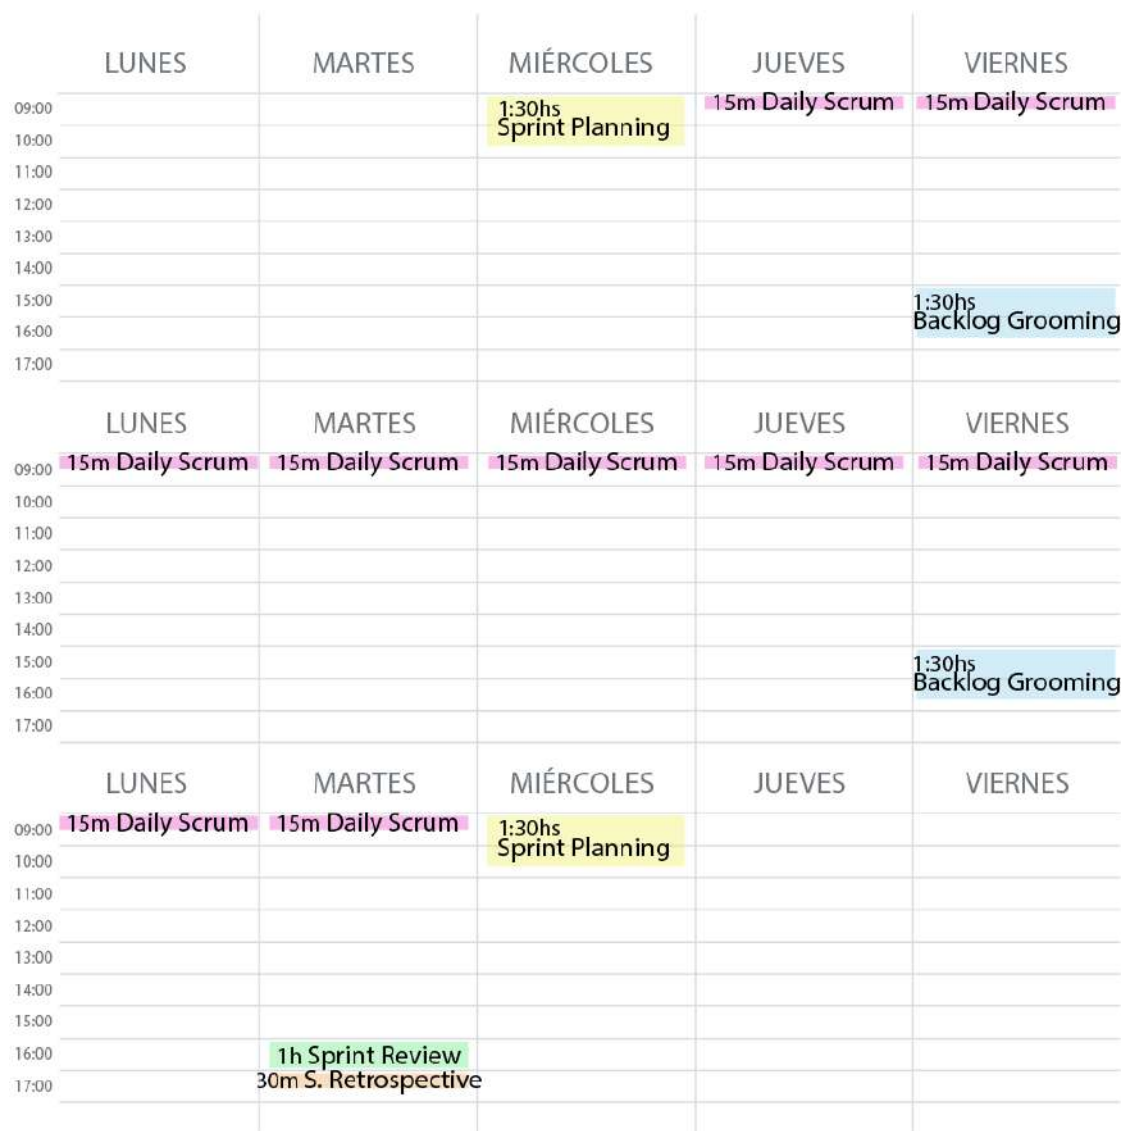 LUNES MARTES MIÉRCOLES JUEVES VIERNES
09:00 1:30hs 15m Daily Scrum 15m Daily Scrum
Sprint Planning
10:00
11:00
12:00
13:00
14:00
15:00 1:30hs
16:00 Backlog Grooming
17:00
LUNES MARTES MIÉRCOLES JUEVES VIERNES
09:00 15m Daily Scrum 15m Daily Scrum 15m Daily Scrum 15m Daily Scrum 15m Daily Scrum
10:00
11:00
12:00
13:00
14:00
15:00 1:30hs
16:00 Backlog Grooming
17:00
LUNES MARTES MIÉRCOLES JUEVES VIERNES
09:00 15m Daily Scrum 15m Daily Scrum 1:30hs
Sprint Planning
10:00
11:00
12:00
13:00
14:00
15:00
16:00 1h Sprint Review
17:00 30m S. Retrospective